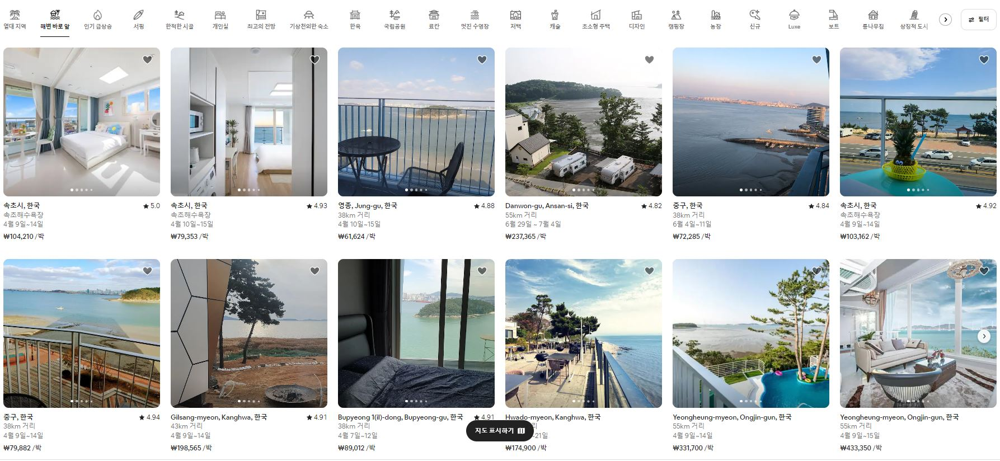 열대 지역
해변 바로 앞
인기 급상승
서핑
한적한 시골
개인실
최고의 전망
기상천외한 숙소
한옥
국립공원
료칸
멋진 수영장
저택
캐슬
초소형 주택
디자인
캠핑장
농장
신규
Luxe
보트
통나무집
상징적 도시
필터
속초시, 한국 ★ 5.0
속초해수욕장
4월 9일~14일
₩104,210 /박
속초시, 한국 ★ 4.93
속초해수욕장
4월 10일~15일
₩79,353 /박
영종, Jung-gu, 한국 ★ 4.88
38km 거리
4월 10일~15일
₩61,624 /박
Danwon-gu, Ansan-si, 한국 ★ 4.82
55km 거리
6월 29일 ~ 7월 4일
₩237,365 /박
중구, 한국 ★ 4.84
38km 거리
6월 4일~11일
₩72,285 /박
속초시, 한국 ★ 4.92
속초해수욕장
4월 9일~14일
₩103,162 /박
중구, 한국 ★ 4.94
38km 거리
4월 9일~14일
₩79,882 /박
Gilsang-myeon, Kanghwa, 한국 ★ 4.91
43km 거리
4월 9일~14일
₩198,565 /박
Bupyeong 1(il)-dong, Bupyeong-gu, 한국 ★ 4.91
38km 거리
4월 7일~12일
₩89,012 /박
Hwado-myeon, Kanghwa, 한국
~21일
₩174,900 /박
Yeongheung-myeon, Ongjin-gun, 한국
55km 거리
4월 9일~14일
₩331,700 /박
Yeongheung-myeon, Ongjin-gun, 한국
55km 거리
4월 9일~15일
₩433,350 /박
지도 표시하기